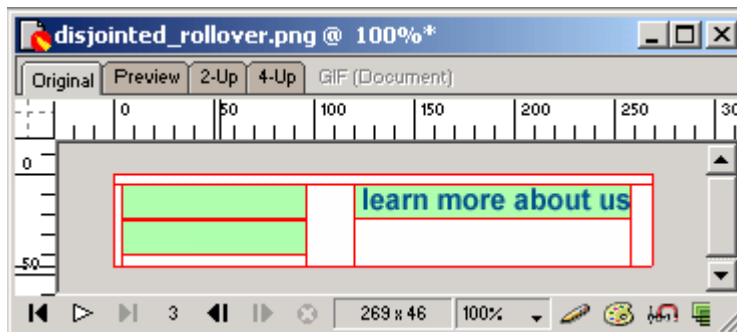 disjointed_rollover.png @ 100%*
Original Preview 2-Up 4-Up GIF (Document)
0 50 100 150 200 250 30
0
learn more about us
50
3 269 x 46 100%